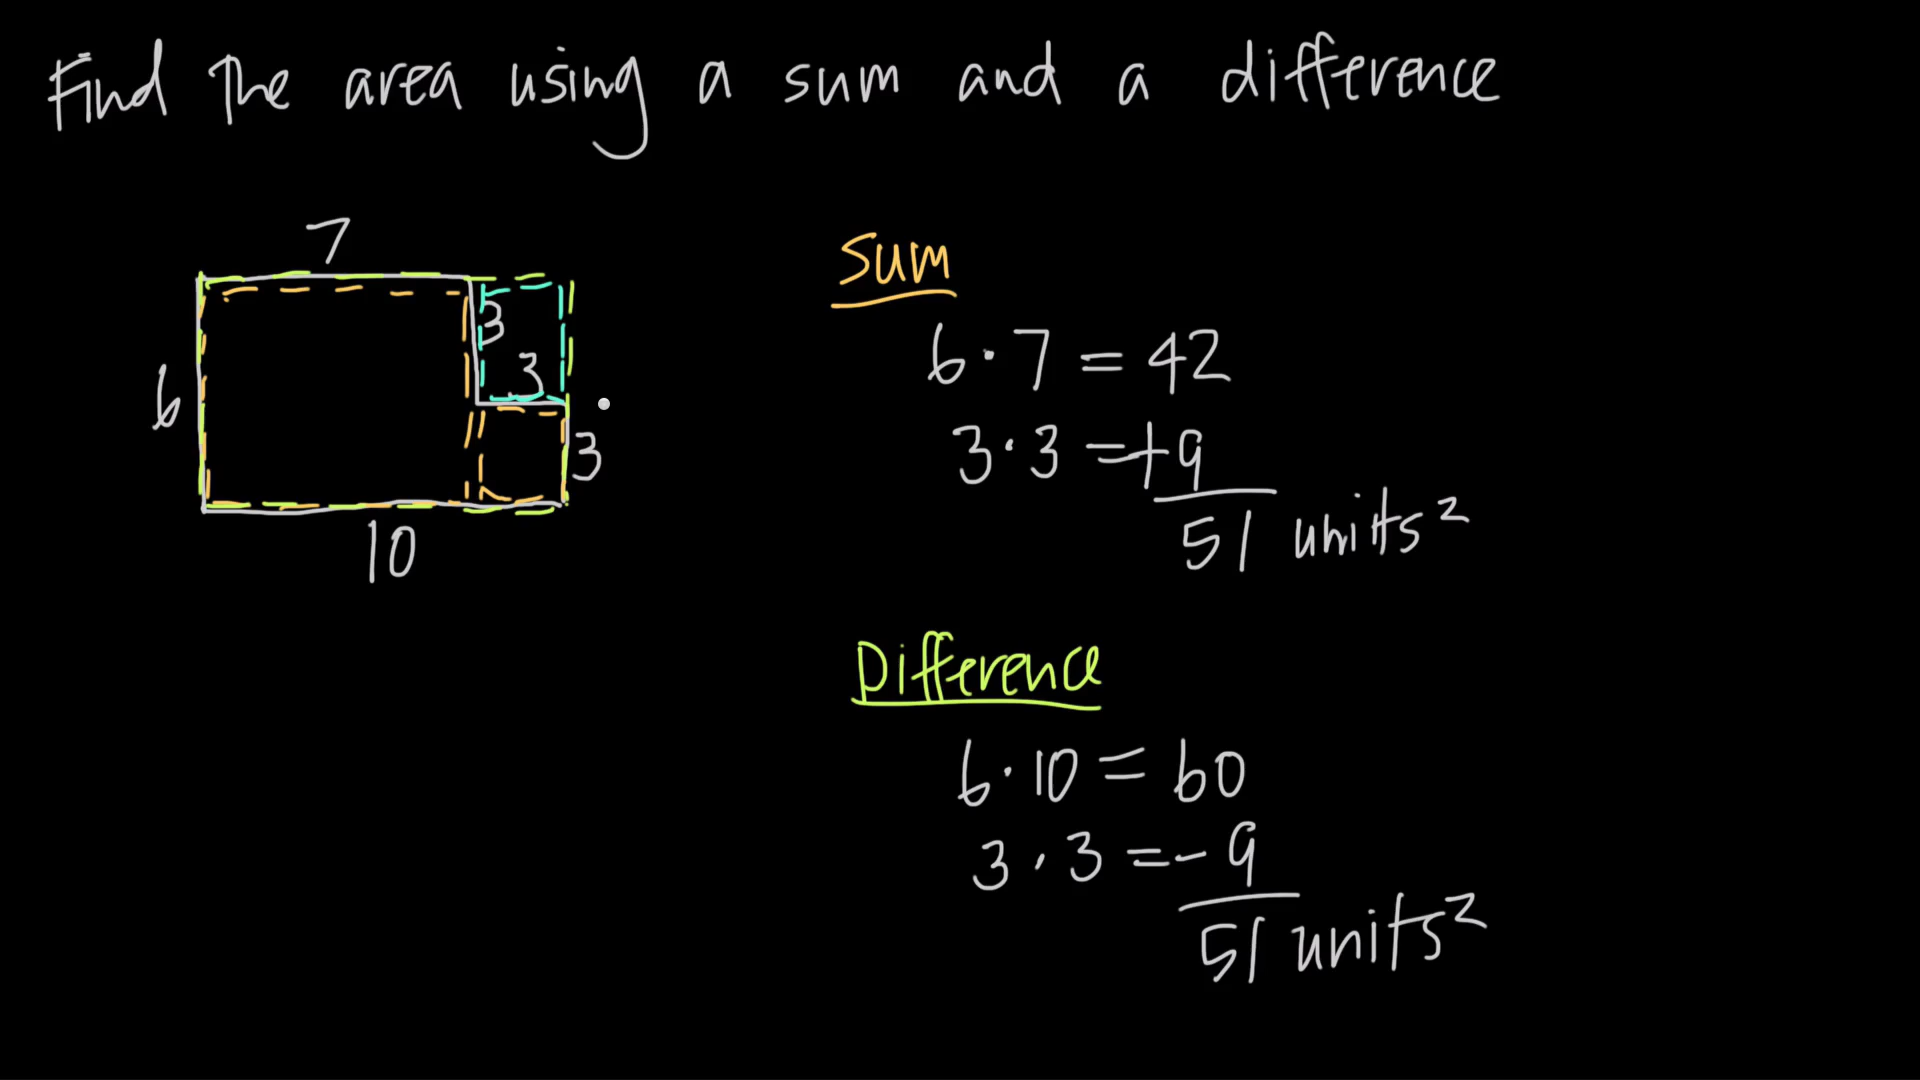 Find the area using a sum and a difference
7
3
3
6
3
10
Sum
6 · 7 = 42
3 · 3 = +9
51 units²
Difference
6 · 10 = 60
3 · 3 = - 9
51 units²